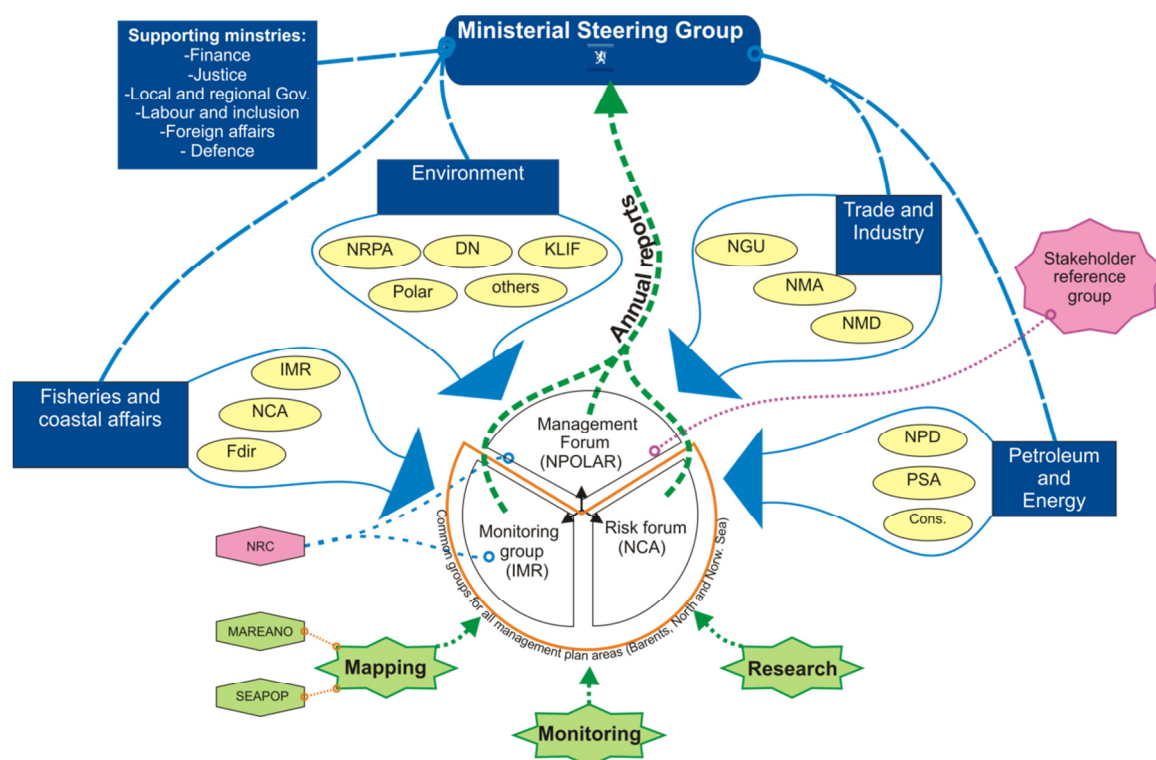 Supporting minstries:
-Finance
-Justice
-Local and regional Gov.
-Labour and inclusion
-Foreign affairs
- Defence
Ministerial Steering Group
Environment
NRPA
DN
KLIF
Polar
others
Annual reports
Trade and
Industry
NGU
NMA
NMD
Stakeholder
reference
group
Fisheries and
coastal affairs
IMR
NCA
Fdir
Management
Forum
(NPOLAR)
Monitoring
group
(IMR)
Risk forum
(NCA)
Common groups for all management plan areas (Barents, North and Norw. Sea)
NPD
PSA
Cons.
Petroleum
and
Energy
NRC
MAREANO
SEAPOP
Mapping
Monitoring
Research